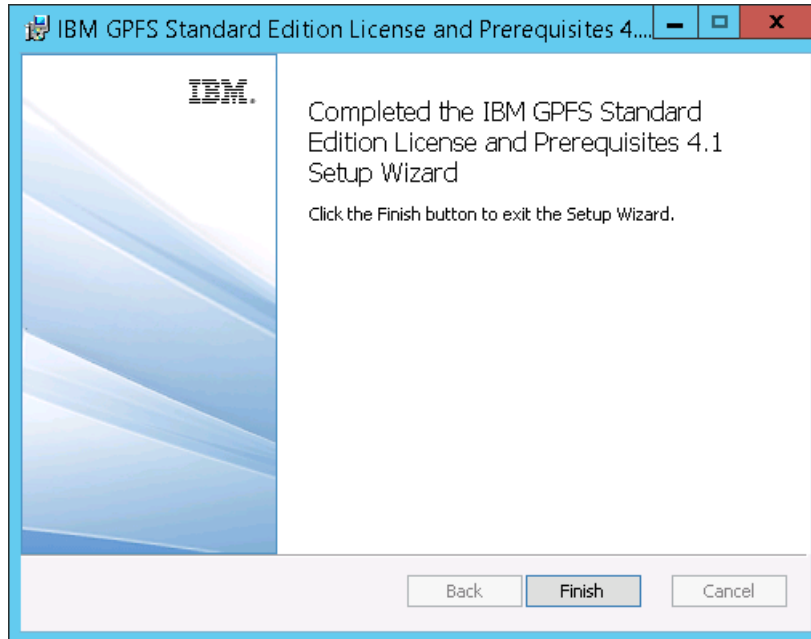 IBM GPFS Standard Edition License and Prerequisites 4....
IBM.
Completed the IBM GPFS Standard
Edition License and Prerequisites 4.1
Setup Wizard
Click the Finish button to exit the Setup Wizard.
Back
Finish
Cancel